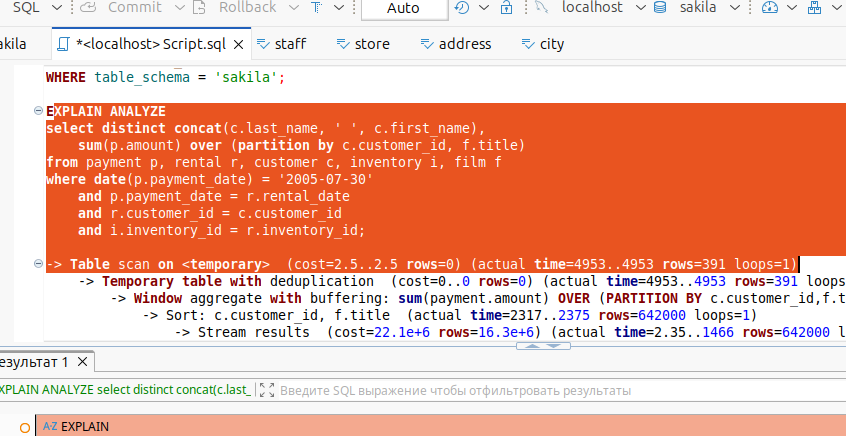 SQL Commit Rollback T Auto localhost sakila
akila *<localhost> Script.sql staff store address city
WHERE table_schema = 'sakila';
EXPLAIN ANALYZE
select distinct concat(c.last_name, ' ', c.first_name),
sum(p.amount) over (partition by c.customer_id, f.title)
from payment p, rental r, customer c, inventory i, film f
where date(p.payment_date) = '2005-07-30'
and p.payment_date = r.rental_date
and r.customer_id = c.customer_id
and i.inventory_id = r.inventory_id;
-> Table scan on <temporary> (cost=2.5..2.5 rows=0) (actual time=4953..4953 rows=391 loops=1)
-> Temporary table with deduplication (cost=0..0 rows=0) (actual time=4953..4953 rows=391 loops
-> Window aggregate with buffering: sum(payment.amount) OVER (PARTITION BY c.customer_id,f.t
-> Sort: c.customer_id, f.title (actual time=2317..2375 rows=642000 loops=1)
-> Stream results (cost=22.1e+6 rows=16.3e+6) (actual time=2.35..1466 rows=642000 l
езультат 1
XPLAIN ANALYZE select distinct concat(c.last_ Введите SQL выражение чтобы отфильтровать результаты
A-Z EXPLAIN